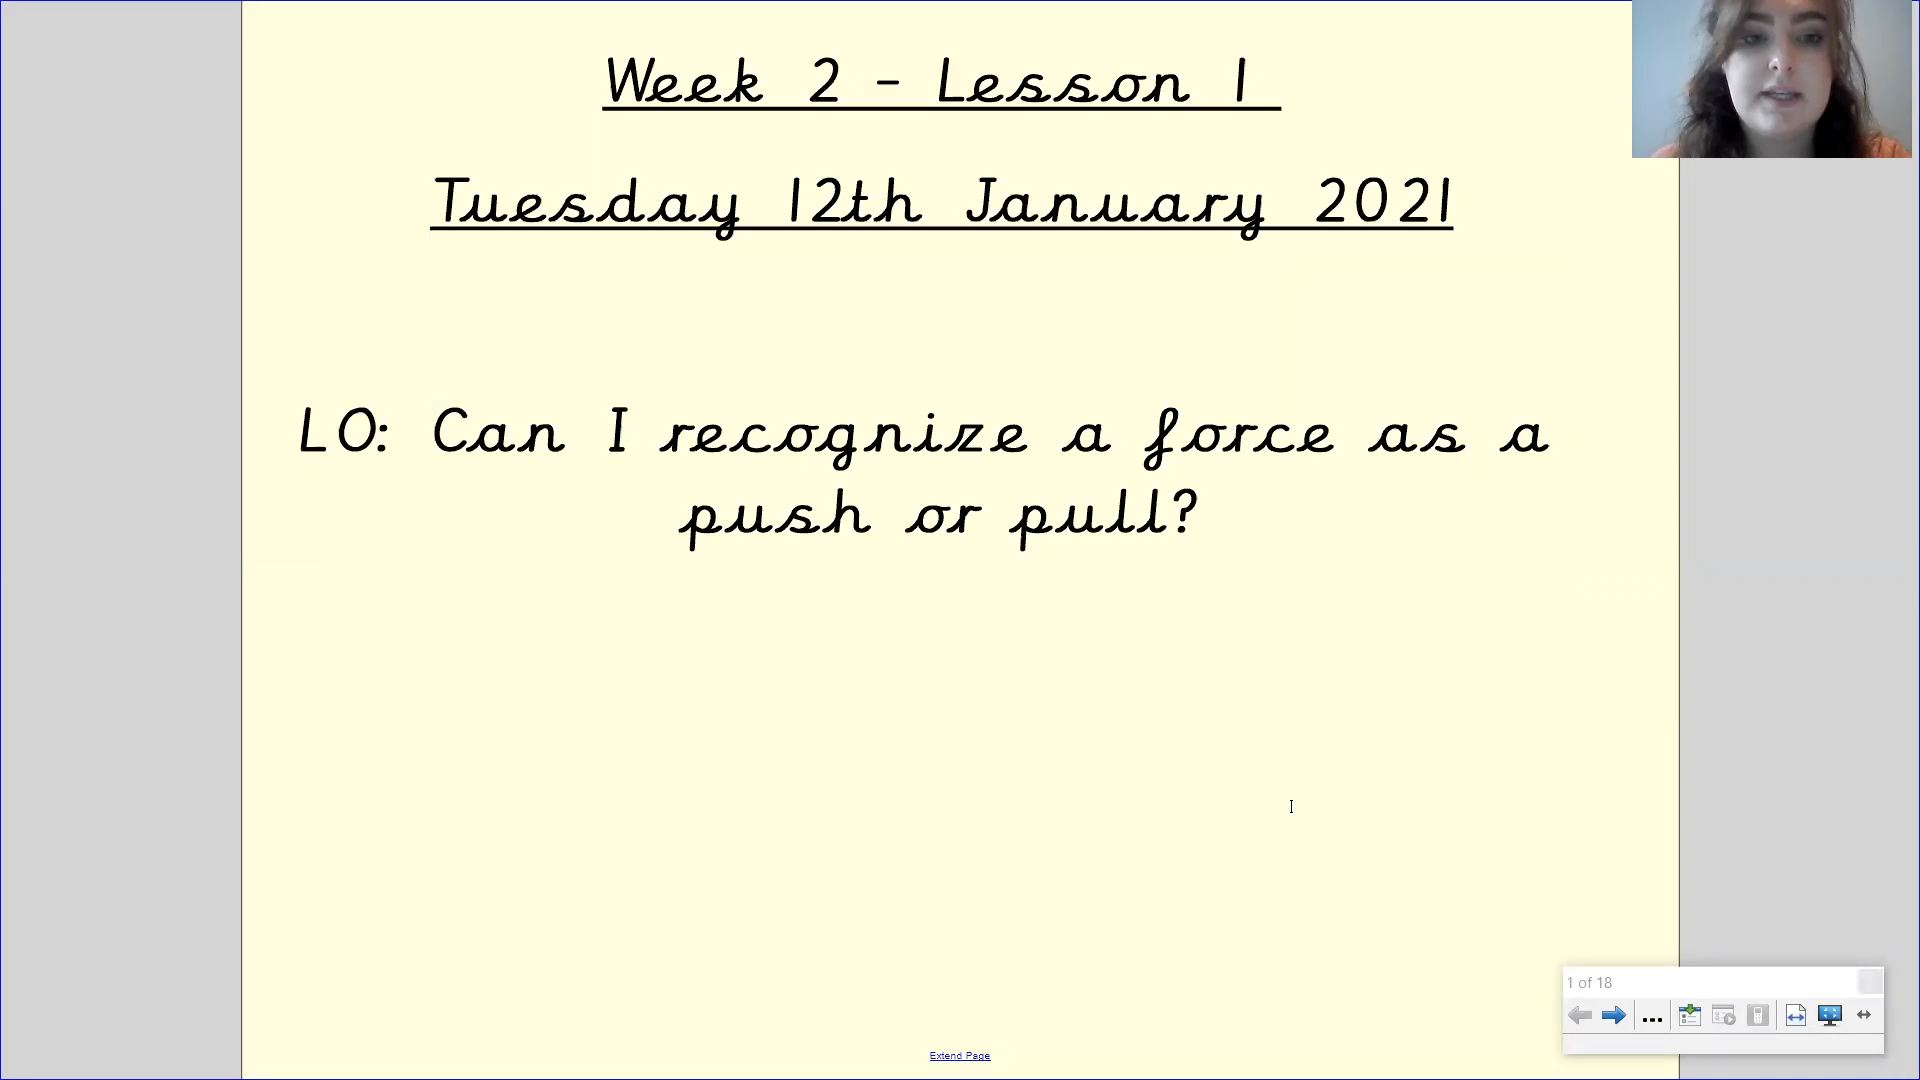 Week 2 - Lesson 1
Tuesday 12th January 2021
LO: Can I recognize a force as a
push or pull?
1 of 18
Extend Page